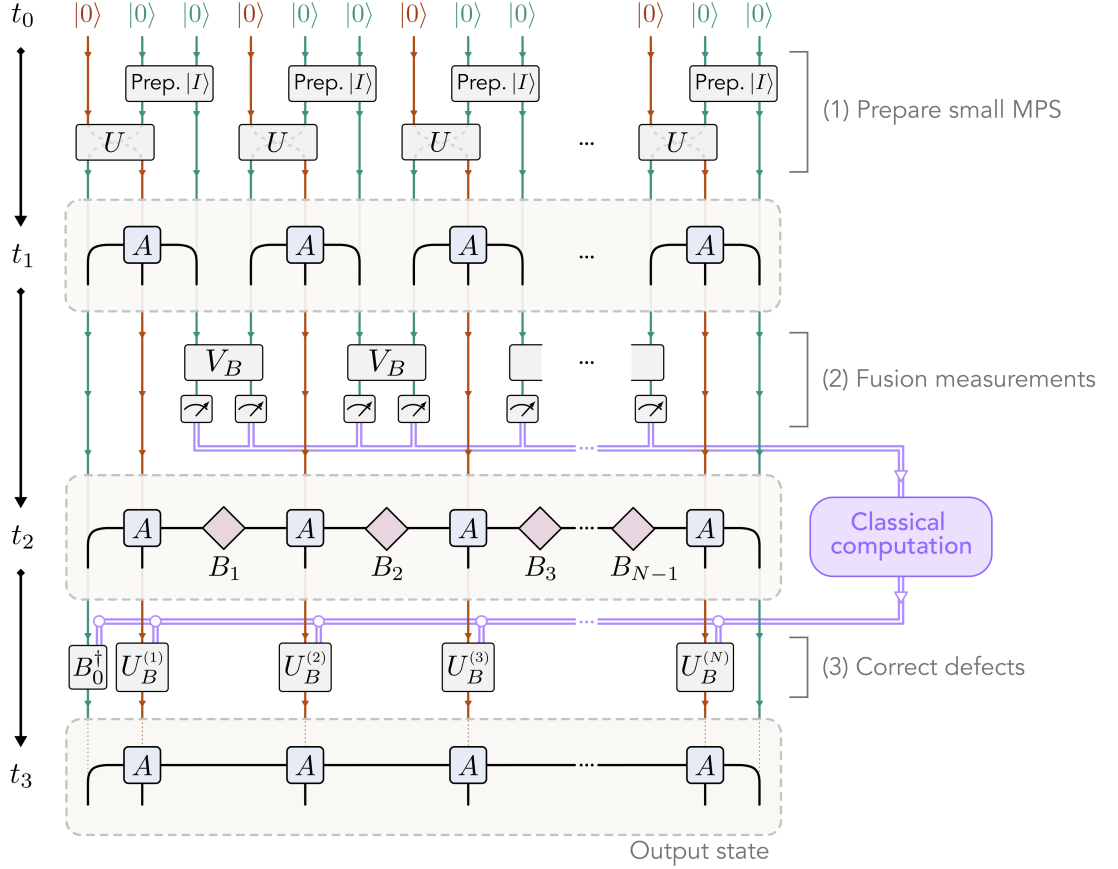 t₀ |0⟩ |0⟩ |0⟩ |0⟩ |0⟩ |0⟩ |0⟩ |0⟩ |0⟩ |0⟩ |0⟩ |0⟩
Prep. |I⟩ Prep. |I⟩ Prep. |I⟩ Prep. |I⟩
(1) Prepare small MPS
U U U ... U
t₁ A A A ... A
V_B V_B ...
(2) Fusion measurements
...
t₂ A A A ... A
B₁ B₂ B₃ B_{N−1}
Classical
computation
...
B₀† U_B^{(1)} U_B^{(2)} U_B^{(3)} U_B^{(N)}
(3) Correct defects
t₃ A A A ... A
Output state